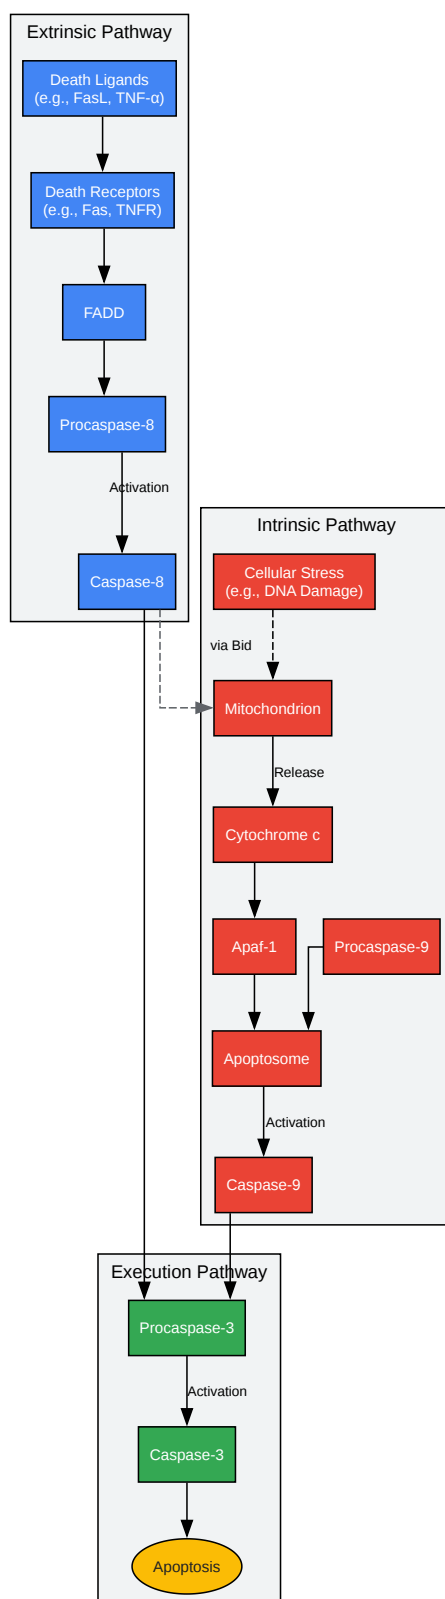 Extrinsic Pathway
Death Ligands
(e.g., FasL, TNF-α)
Death Receptors
(e.g., Fas, TNFR)
FADD
Procaspase-8
Activation
Caspase-8
Intrinsic Pathway
Cellular Stress
(e.g., DNA Damage)
via Bid
Mitochondrion
Release
Cytochrome c
Apaf-1
Procaspase-9
Apoptosome
Activation
Caspase-9
Execution Pathway
Procaspase-3
Activation
Caspase-3
Apoptosis